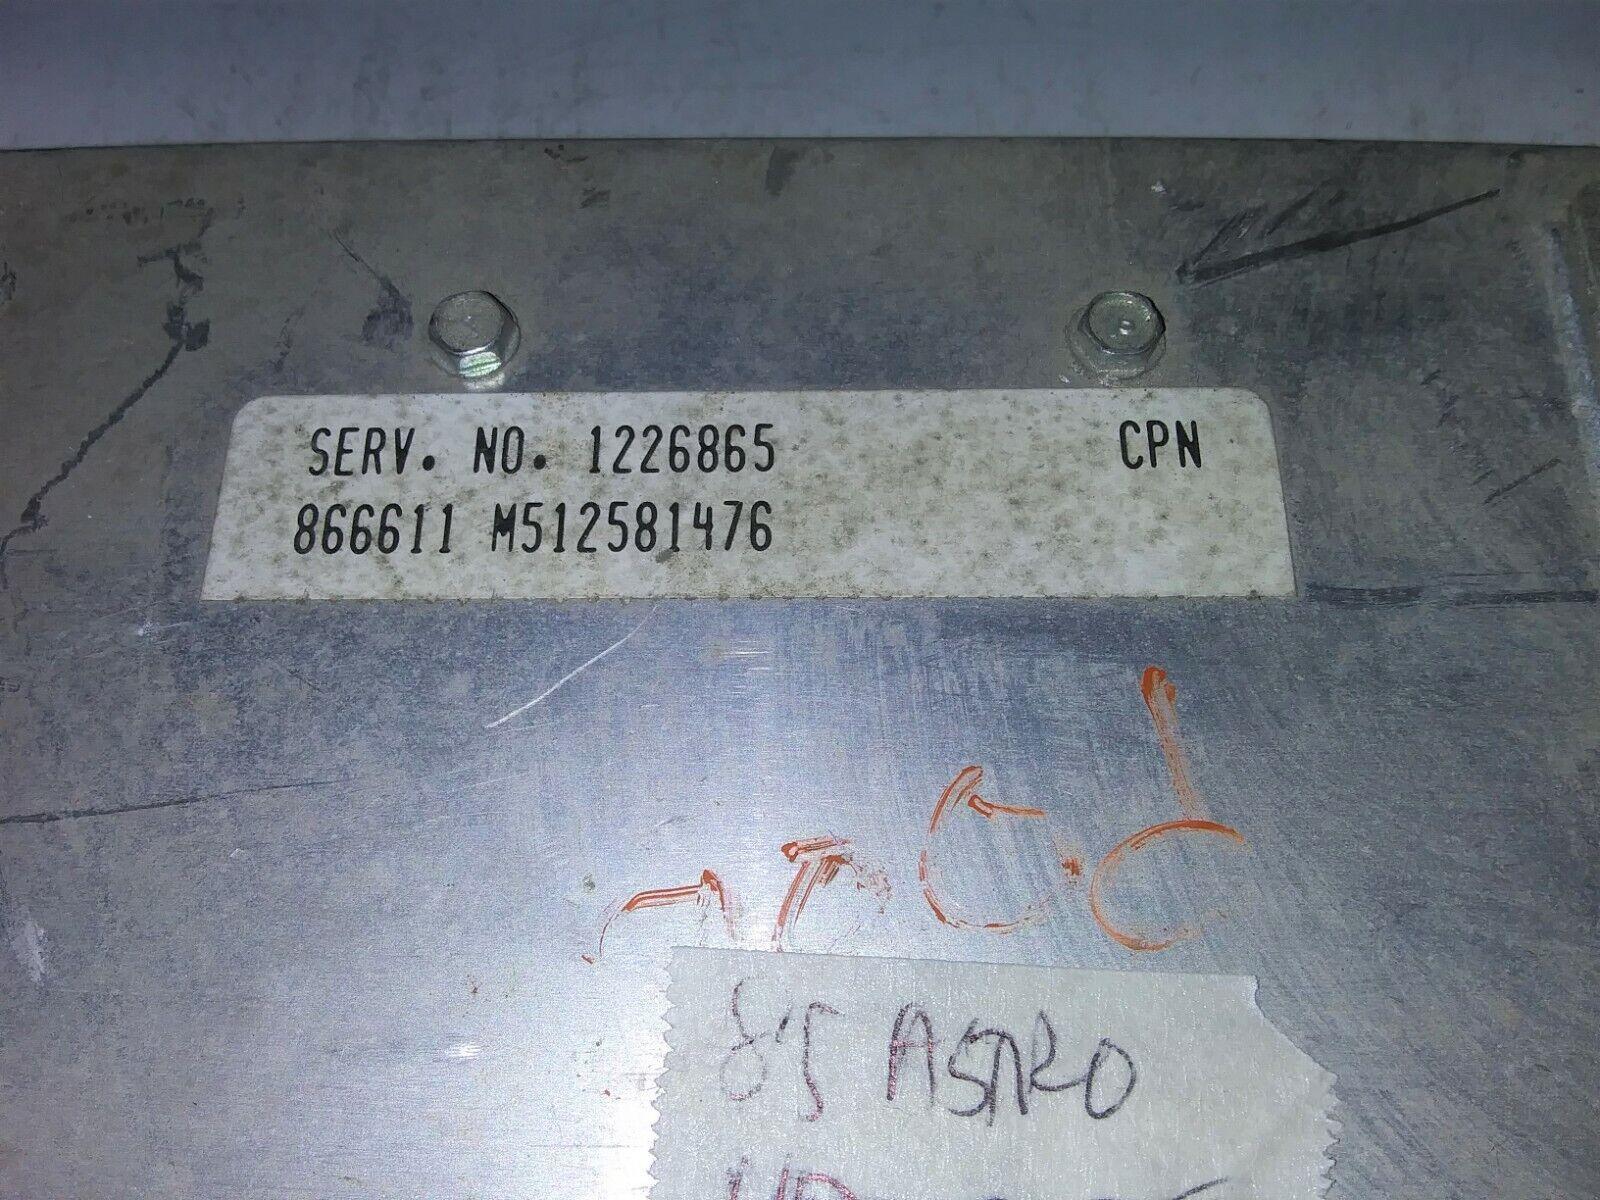 SERV. NO. 1226865 CPN
866611 M512581476
85 ASTRO